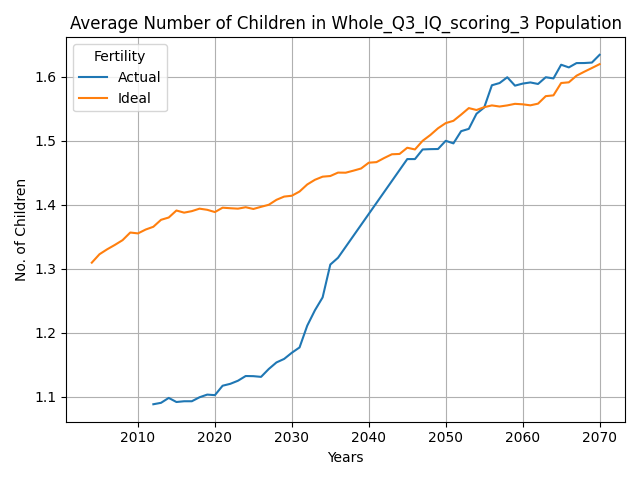 Average Number of Children in Whole_Q3_IQ_scoring_3 Population
Fertility
Actual
Ideal
No. of Children
1.6
1.5
1.4
1.3
1.2
1.1
2010 2020 2030 2040 2050 2060 2070
Years